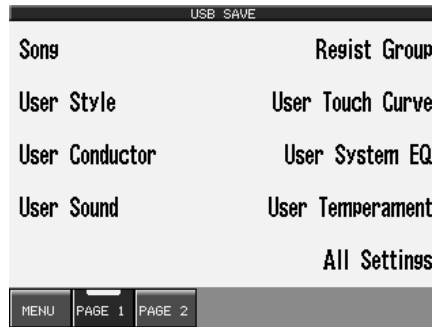 USB SAVE
Song Regist Group
User Style User Touch Curve
User Conductor User System EQ
User Sound User Temperament
All Settings
MENU PAGE 1 PAGE 2